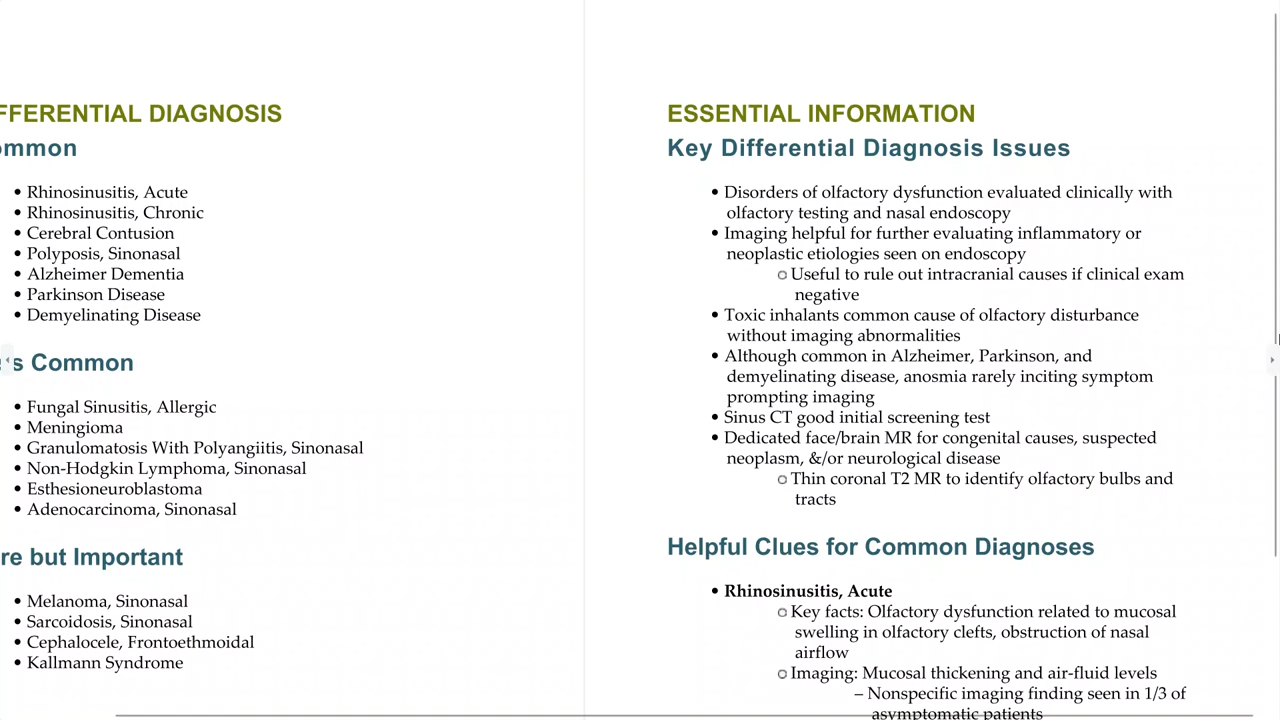 FFERENTIAL DIAGNOSIS
ommon
• Rhinosinusitis, Acute
• Rhinosinusitis, Chronic
• Cerebral Contusion
• Polyposis, Sinonasal
• Alzheimer Dementia
• Parkinson Disease
• Demyelinating Disease
s Common
• Fungal Sinusitis, Allergic
• Meningioma
• Granulomatosis With Polyangiitis, Sinonasal
• Non-Hodgkin Lymphoma, Sinonasal
• Esthesioneuroblastoma
• Adenocarcinoma, Sinonasal
re but Important
• Melanoma, Sinonasal
• Sarcoidosis, Sinonasal
• Cephalocele, Frontoethmoidal
• Kallmann Syndrome
ESSENTIAL INFORMATION
Key Differential Diagnosis Issues
• Disorders of olfactory dysfunction evaluated clinically with
olfactory testing and nasal endoscopy
• Imaging helpful for further evaluating inflammatory or
neoplastic etiologies seen on endoscopy
○ Useful to rule out intracranial causes if clinical exam
negative
• Toxic inhalants common cause of olfactory disturbance
without imaging abnormalities
• Although common in Alzheimer, Parkinson, and
demyelinating disease, anosmia rarely inciting symptom
prompting imaging
• Sinus CT good initial screening test
• Dedicated face/brain MR for congenital causes, suspected
neoplasm, &/or neurological disease
○ Thin coronal T2 MR to identify olfactory bulbs and
tracts
Helpful Clues for Common Diagnoses
• Rhinosinusitis, Acute
○ Key facts: Olfactory dysfunction related to mucosal
swelling in olfactory clefts, obstruction of nasal
airflow
○ Imaging: Mucosal thickening and air-fluid levels
– Nonspecific imaging finding seen in 1/3 of
asymptomatic patients